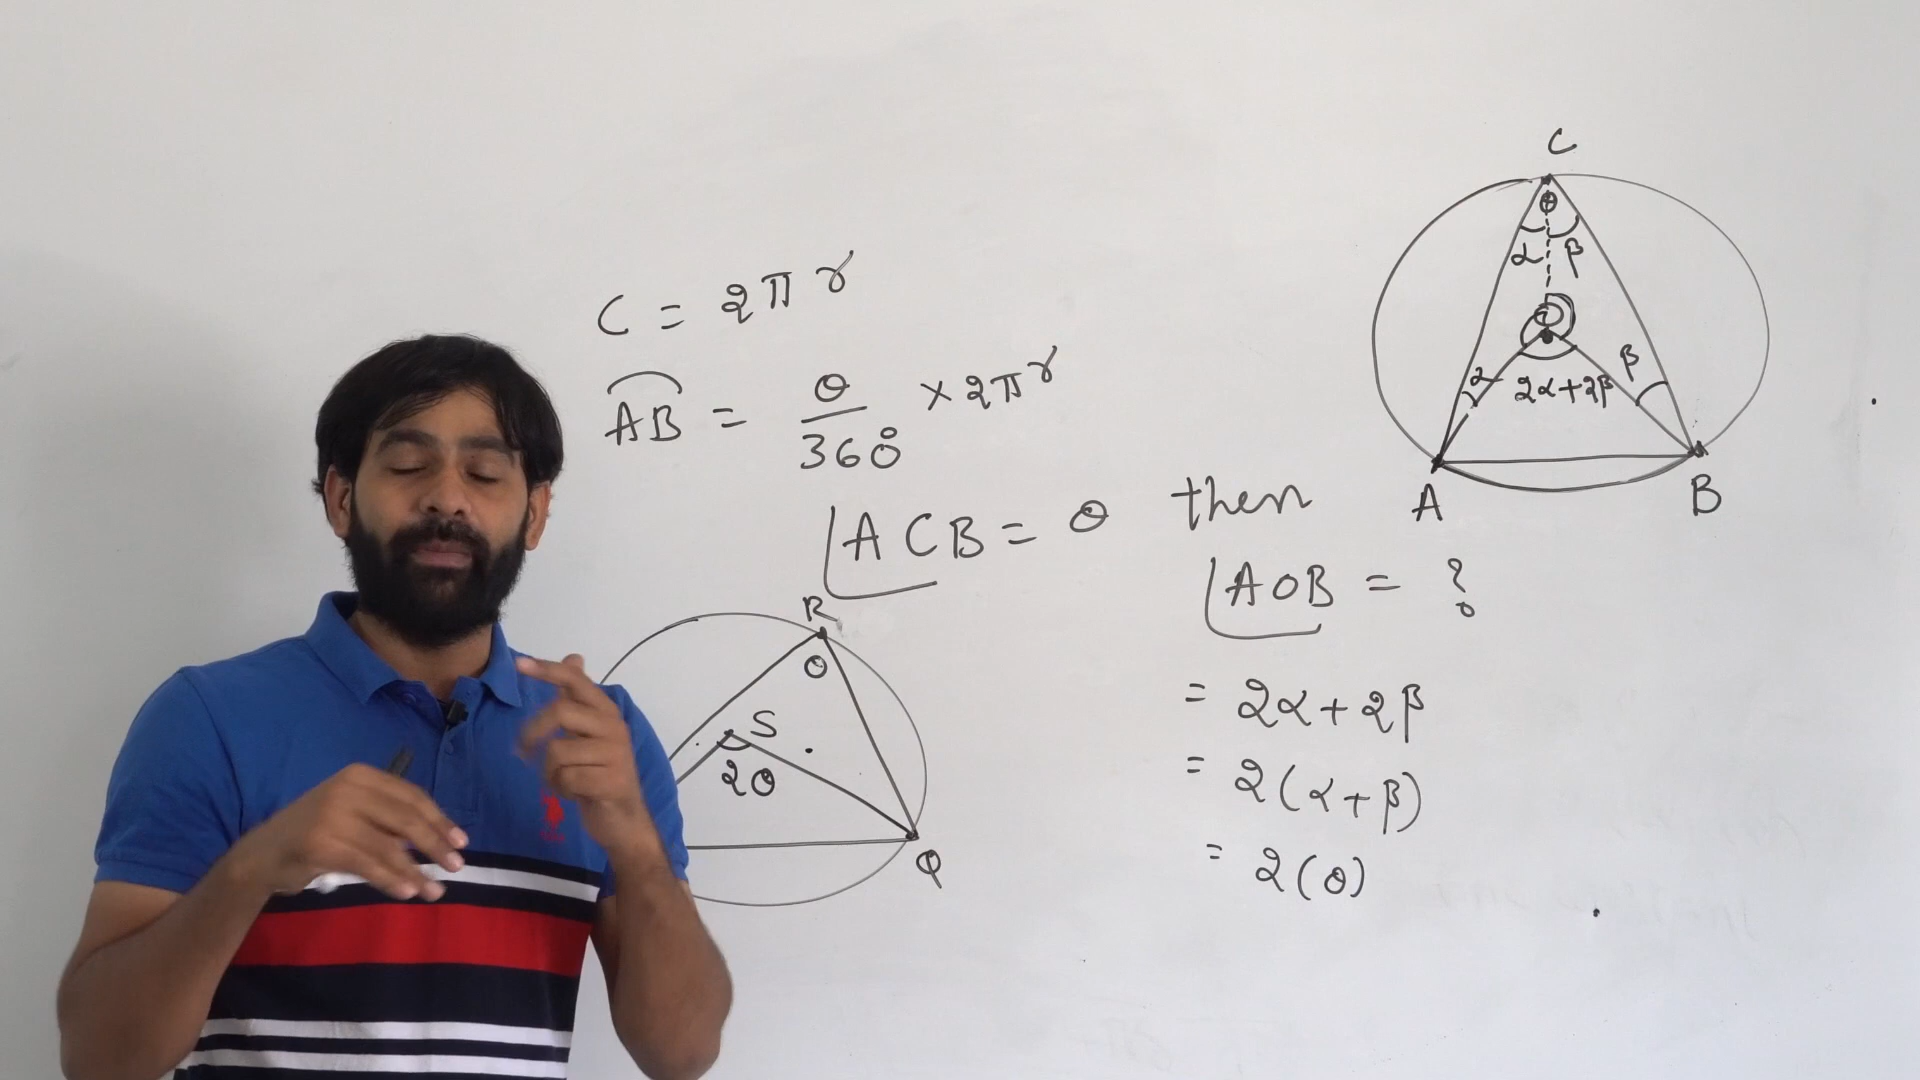 C = 2πr
AB = θ/360° × 2πr
∠ACB = θ then
∠AOB = ?
= 2α + 2β
= 2(α + β)
= 2(θ)
C
θ
α β
O
α 2α+2β β
A B
R
θ
S
2θ
Q